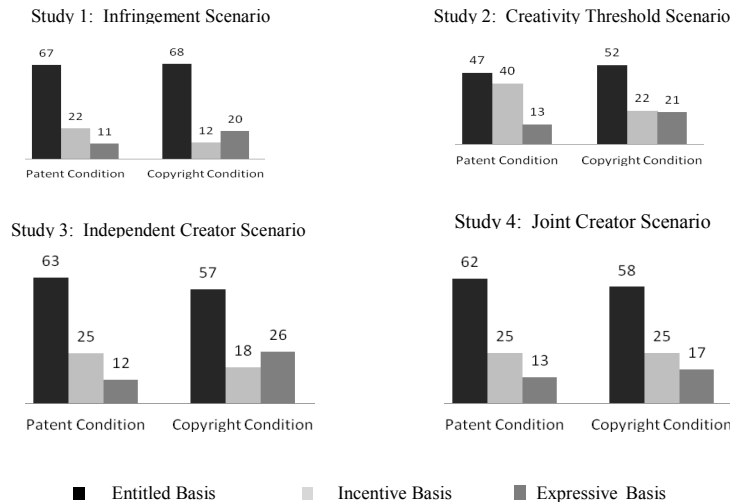 Study 1: Infringement Scenario
67
22
11
68
12
20
Patent Condition
Copyright Condition
Study 2: Creativity Threshold Scenario
47
40
13
52
22
21
Patent Condition
Copyright Condition
Study 3: Independent Creator Scenario
63
25
12
57
18
26
Patent Condition
Copyright Condition
Study 4: Joint Creator Scenario
62
25
13
58
25
17
Patent Condition
Copyright Condition
Entitled Basis
Incentive Basis
Expressive Basis